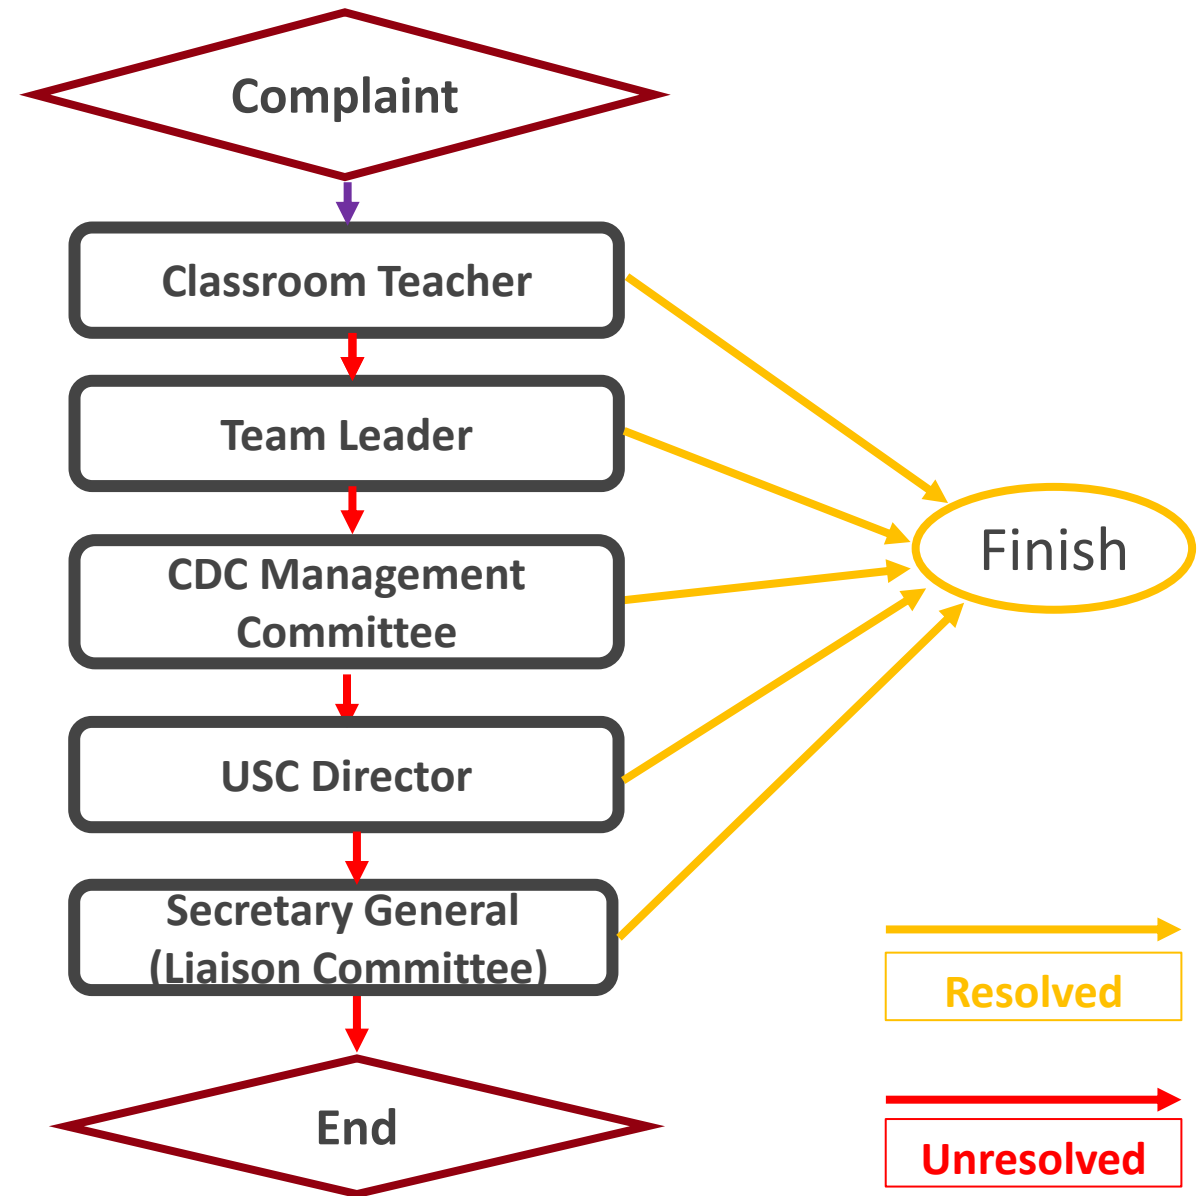 Complaint
Classroom Teacher
Team Leader
CDC Management
Committee
USC Director
Secretary General
(Liaison Committee)
End
Finish
Resolved
Unresolved